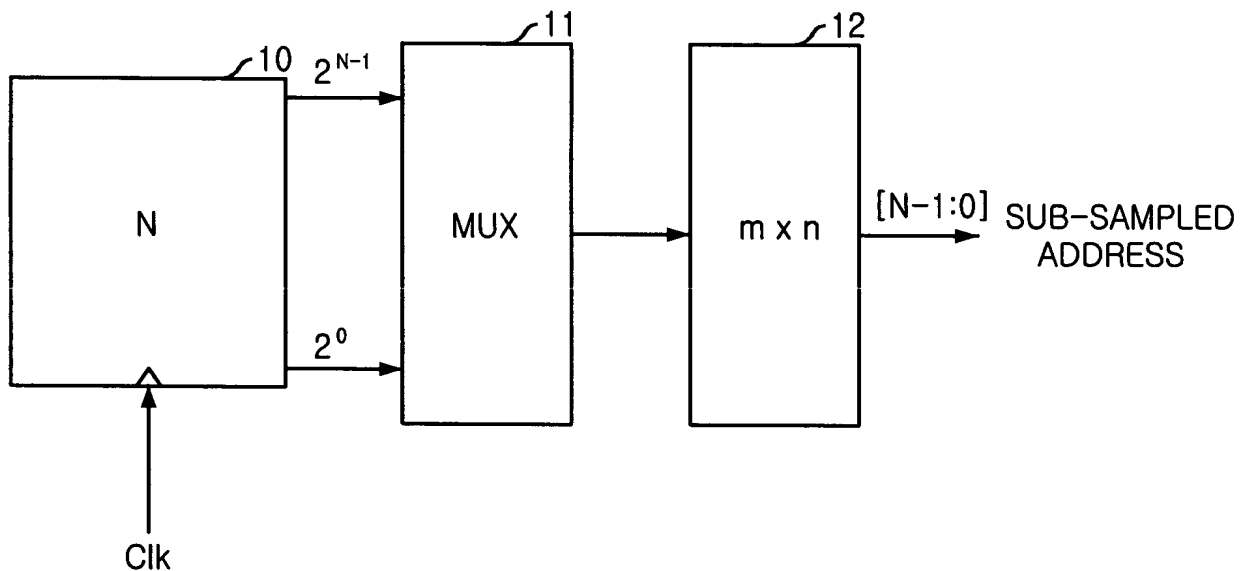 10
11
12
2^{N-1}
N
MUX
m x n
[N-1:0]
SUB-SAMPLED
ADDRESS
2^0
Clk